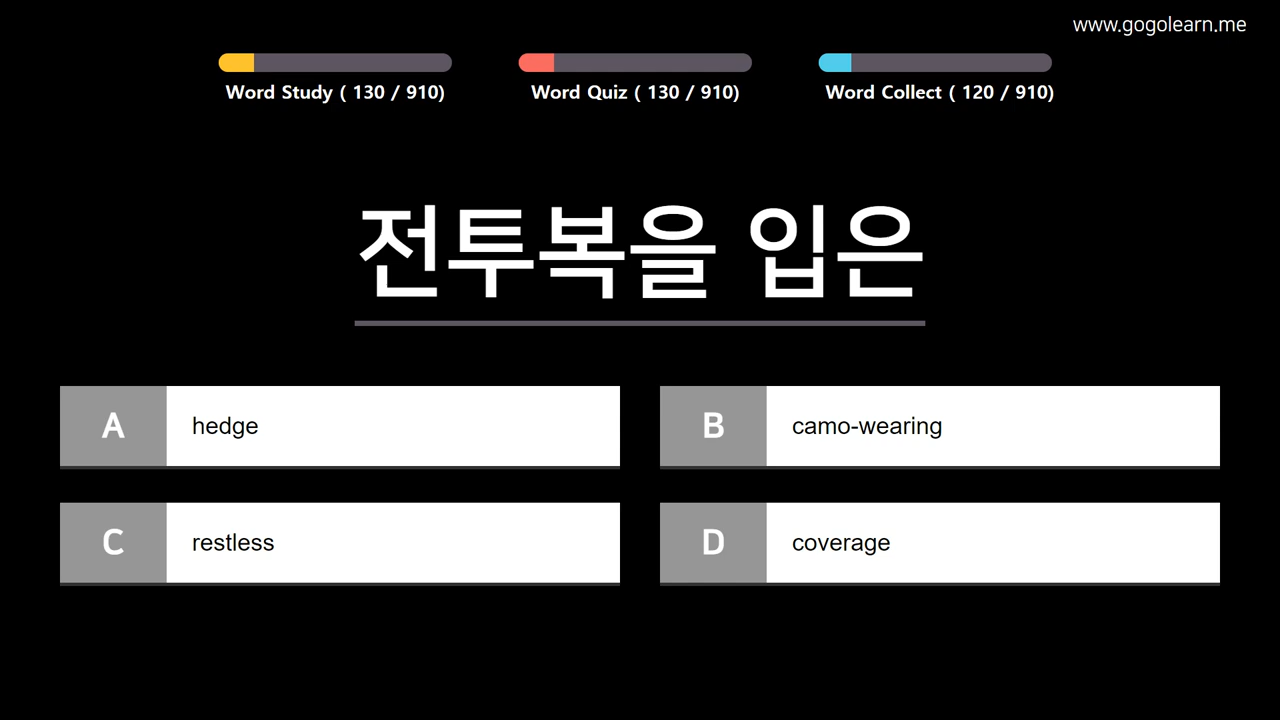 www.gogolearn.me
Word Study ( 130 / 910)
Word Quiz ( 130 / 910)
Word Collect ( 120 / 910)
전투복을 입은
A hedge
B camo-wearing
C restless
D coverage